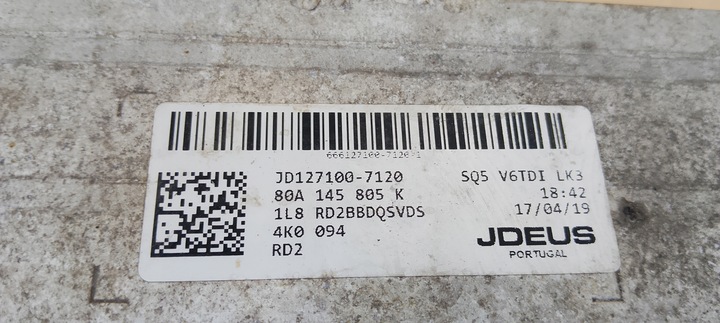 666127100-7120-1
JD127100-7120 SQ5 V6TDI LK3
80A 145 805 K 18:42
1L8 RD2BBDQSVDS 17/04/19
4K0 094 JDEUS
RD2 PORTUGAL